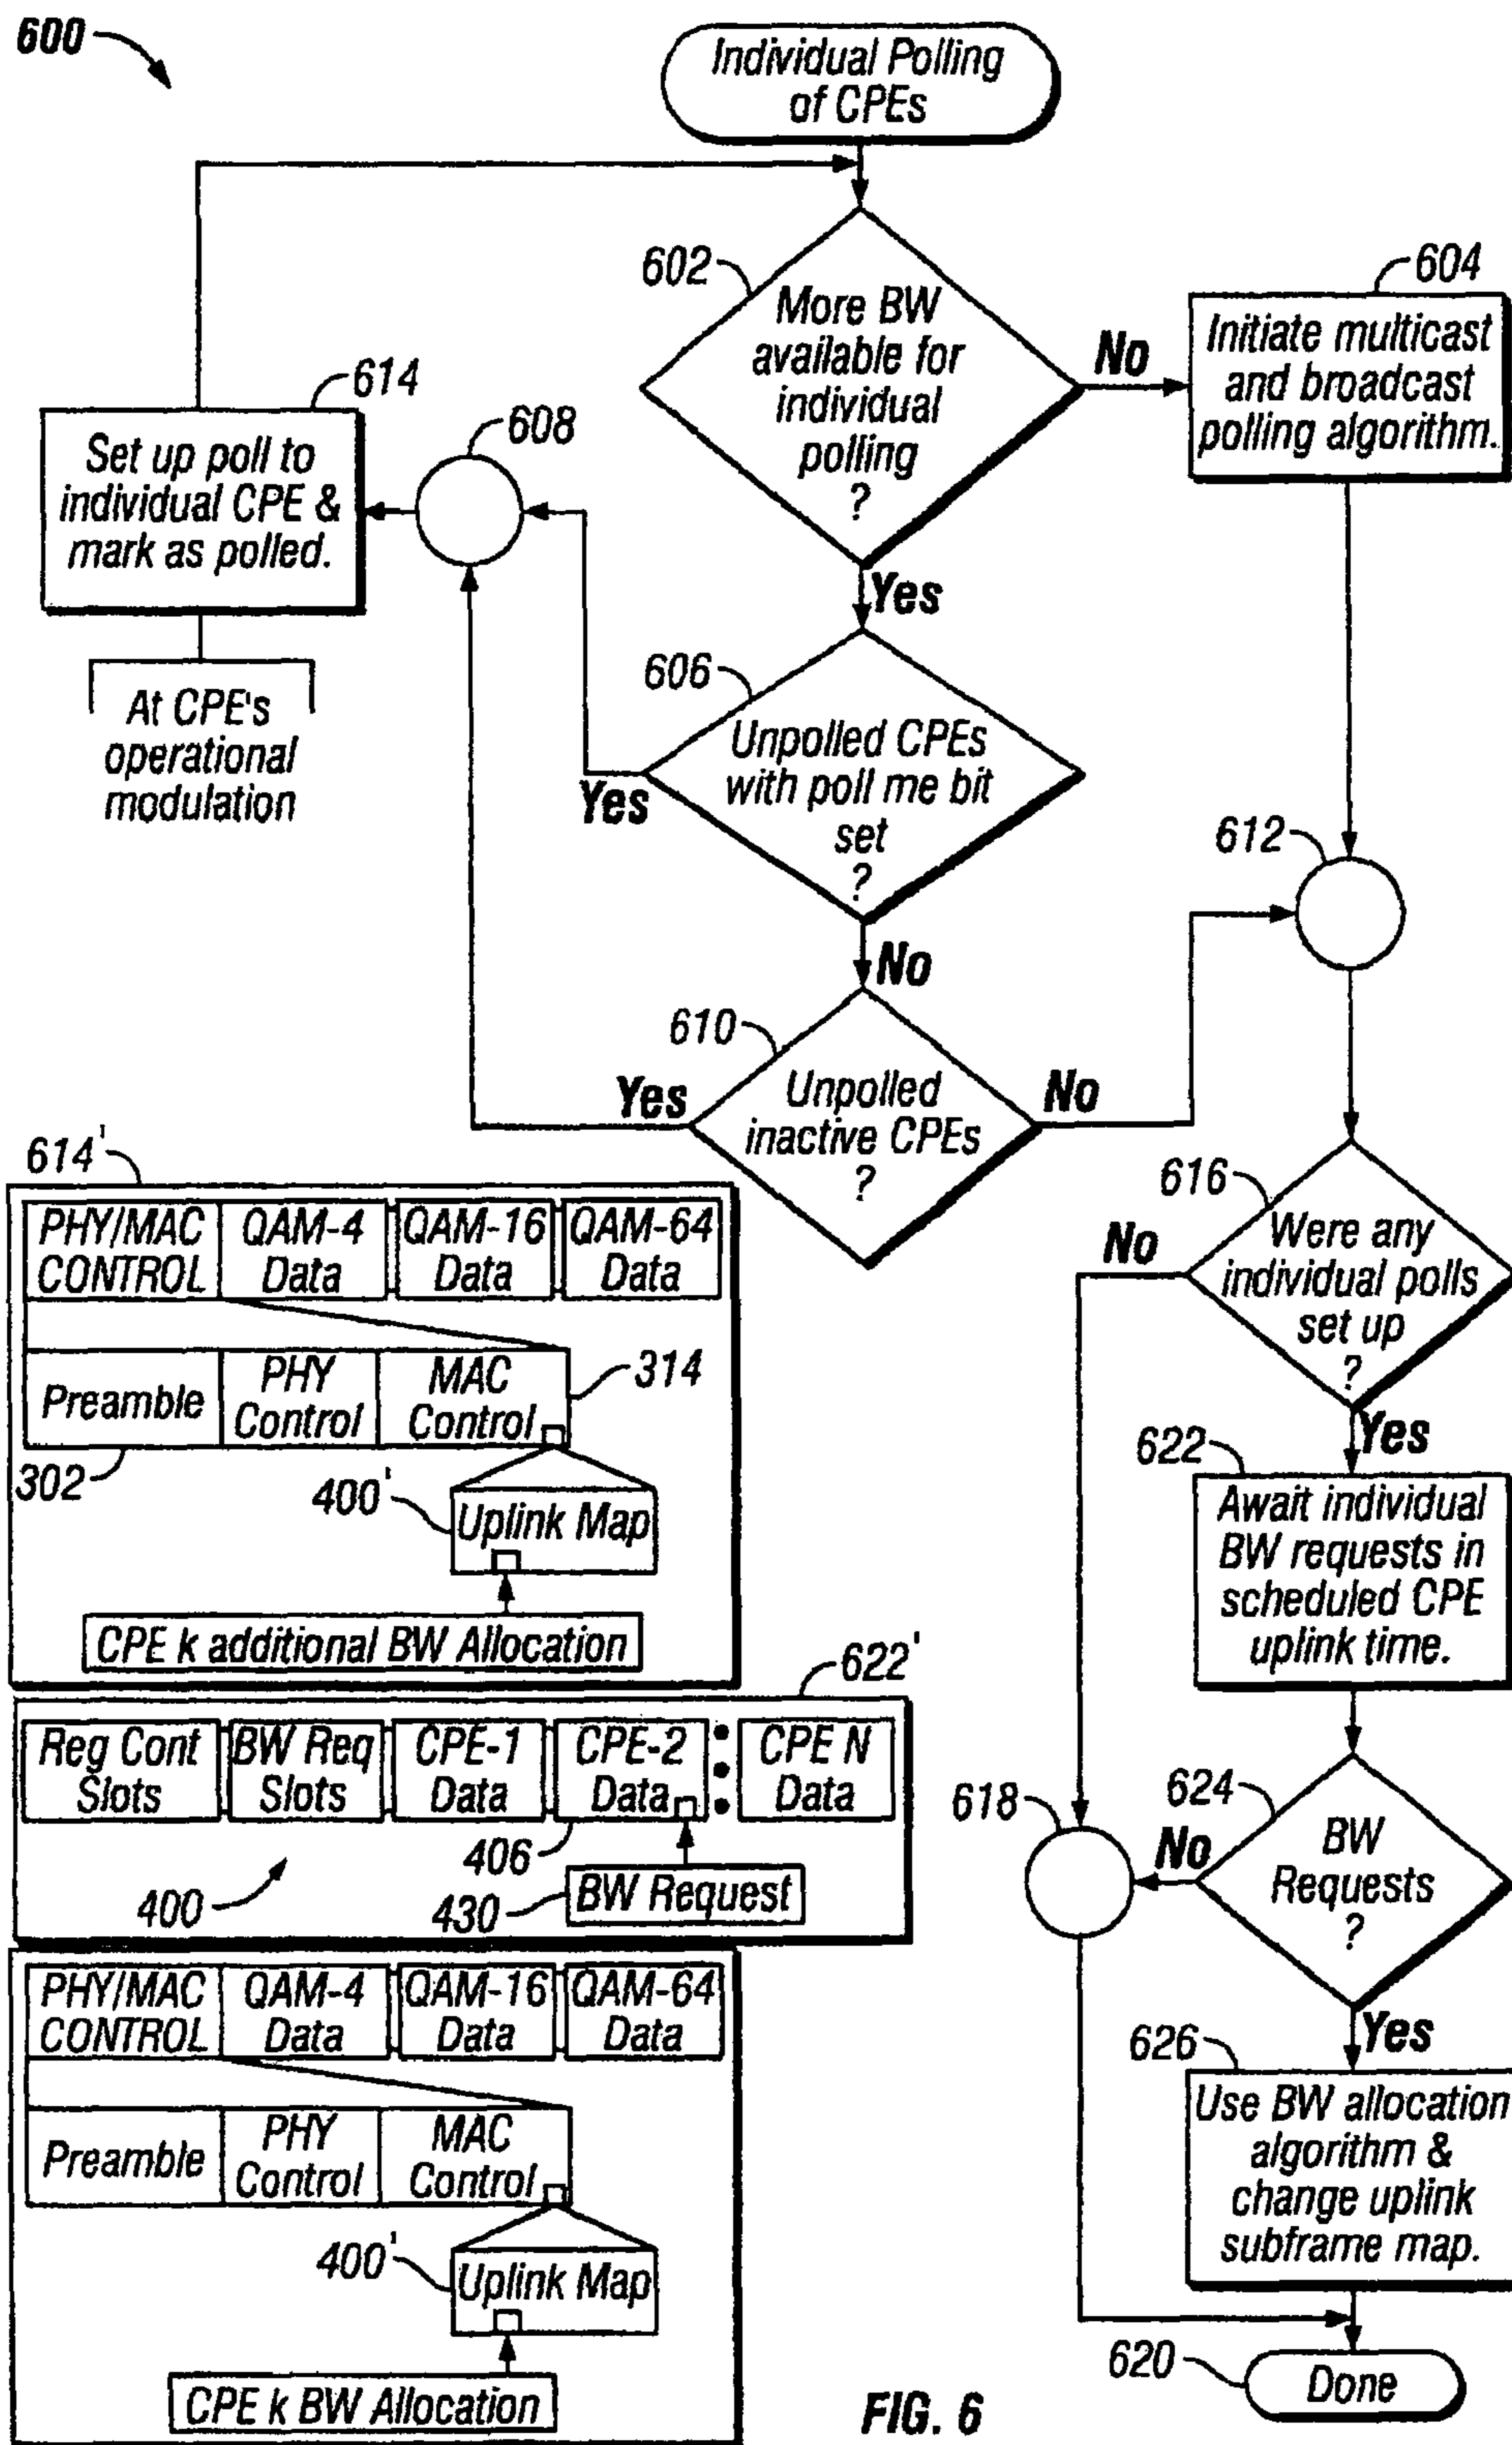 600
Individual Polling
of CPEs
602
More BW
available for
individual
polling
?
No
604
Initiate multicast
and broadcast
polling algorithm.
614
Set up poll to
individual CPE &
mark as polled.
608
Yes
At CPE's
operational
modulation
606
Unpolled CPEs
with poll me bit
set
?
Yes
612
No
610
Unpolled
inactive CPEs
?
Yes
No
616
Were any
individual polls
set up
?
No
Yes
614'
PHY/MAC
CONTROL
QAM-4
Data
QAM-16
Data
QAM-64
Data
Preamble
PHY
Control
MAC
Control
314
302
400'
Uplink Map
CPE k additional BW Allocation
622
Await individual
BW requests in
scheduled CPE
uplink time.
622'
Reg Cont
Slots
BW Req
Slots
CPE-1
Data
CPE-2
Data
CPE N
Data
406
400
430
BW Request
618
624
BW
Requests
?
No
Yes
PHY/MAC
CONTROL
QAM-4
Data
QAM-16
Data
QAM-64
Data
Preamble
PHY
Control
MAC
Control
400'
Uplink Map
CPE k BW Allocation
626
Use BW allocation
algorithm &
change uplink
subframe map.
620
Done
FIG. 6